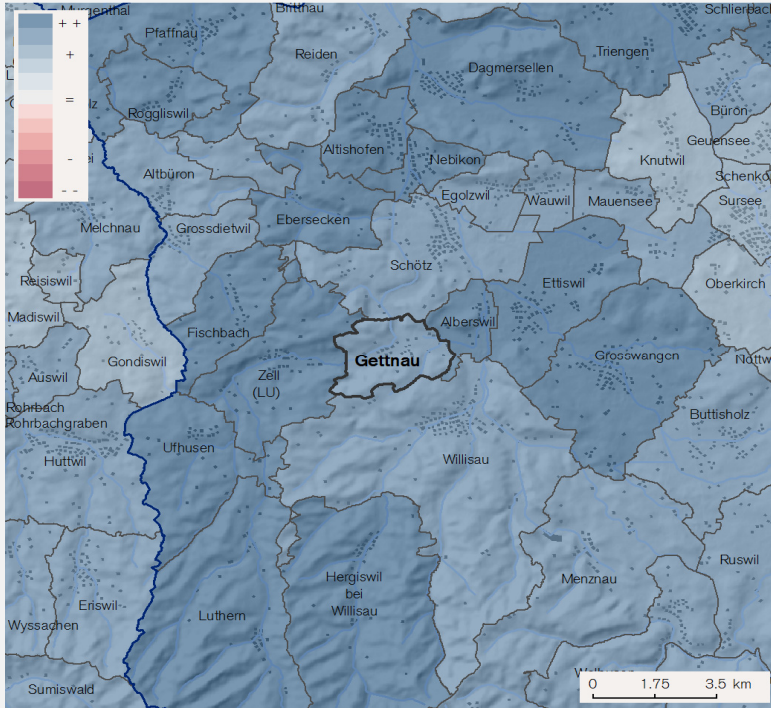 Murgenthal
Brittnau
Schlierbach
+ +
+
=
-
- -
Pfaffnau
Reiden
Triengen
Dagmersellen
Roggliswil
Büron
Altishofen
Geuensee
Nebikon
Knutwil
Altbüron
Schenkon
Egolzwil
Wauwil
Mauensee
Sursee
Ebersecken
Melchnau
Grossdietwil
Schötz
Reisiswil
Ettiswil
Oberkirch
Madiswil
Alberswil
Fischbach
Gondiswil
Gettnau
Grosswangen
Nottw
Auswil
Zell
(LU)
Rohrbach
Rohrbachgraben
Buttisholz
Huttwil
Ufhusen
Willisau
Ruswil
Hergiswil
bei
Willisau
Menznau
Eriswil
Luthern
Wyssachen
Sumiswald
0 1.75 3.5 km